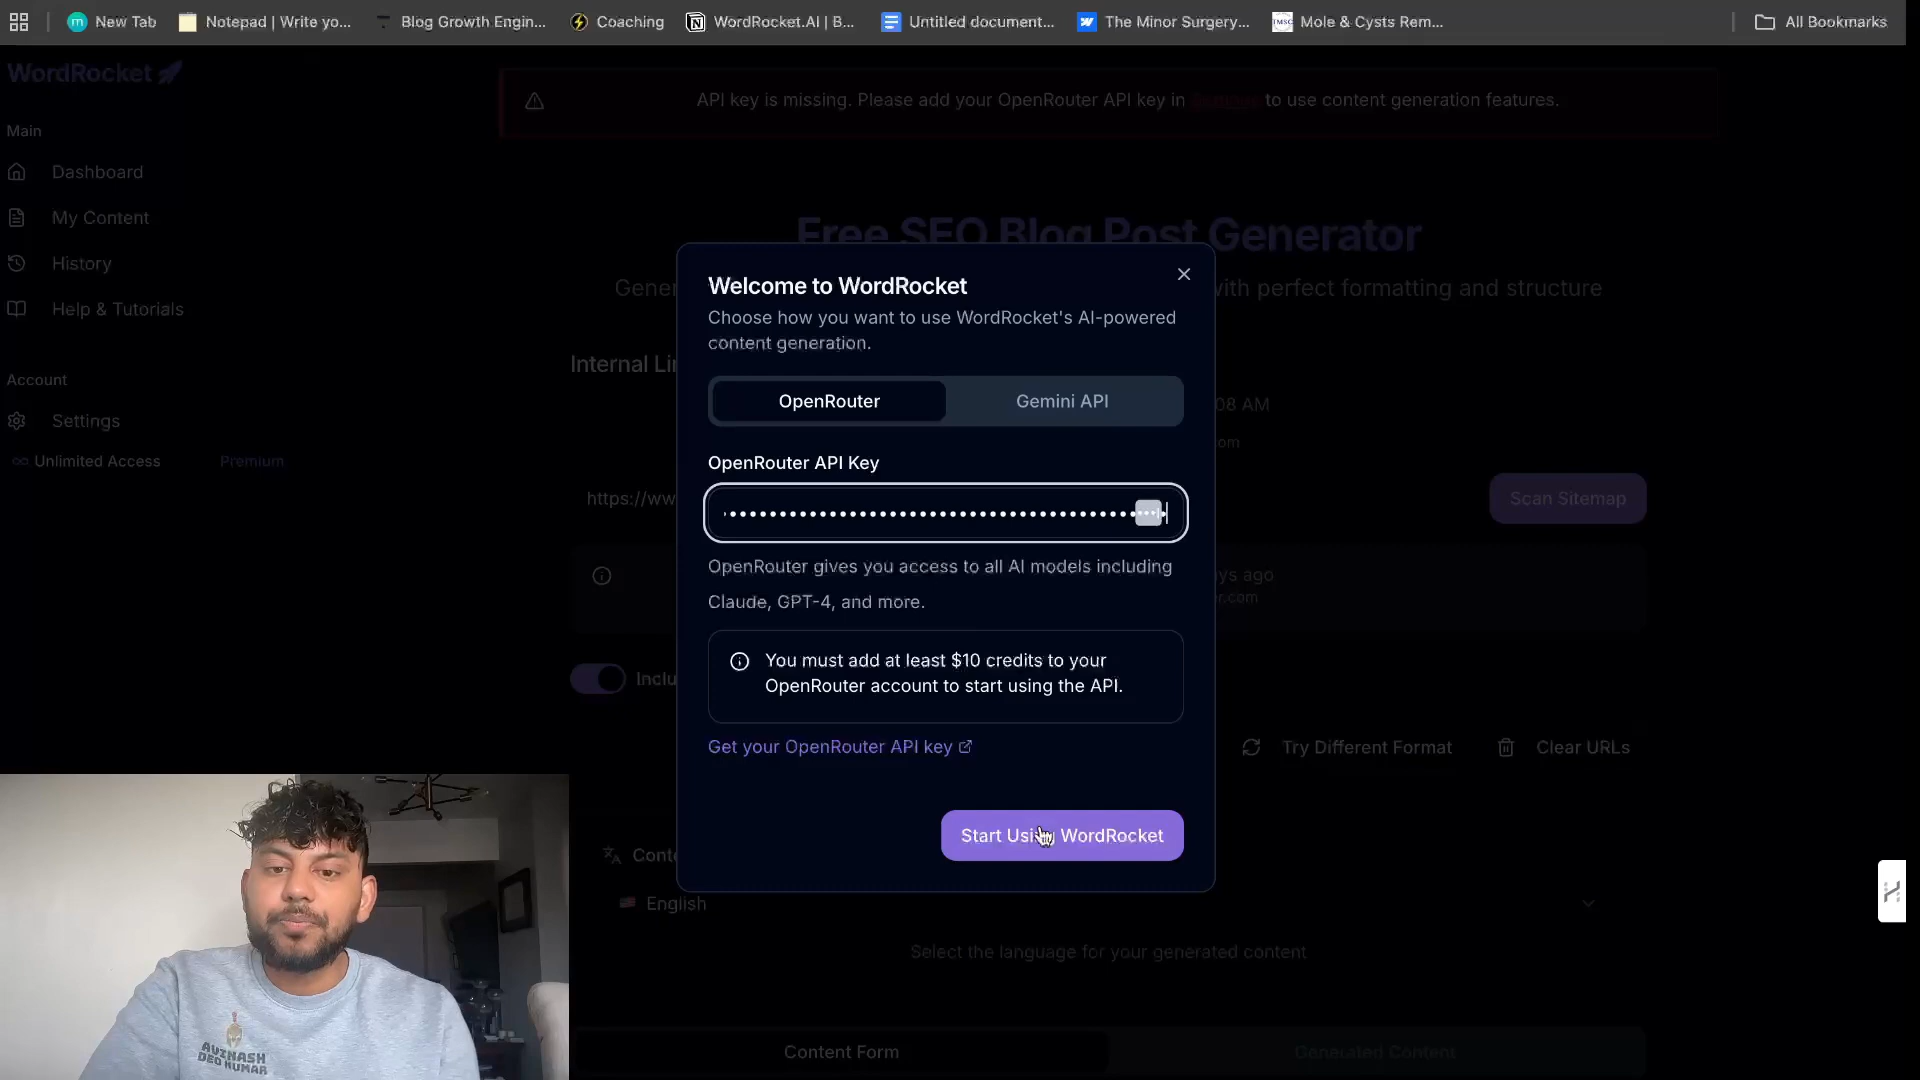 New Tab
Notepad | Write yo...
Blog Growth Engin...
Coaching
WordRocket.AI | B...
Untitled document...
The Minor Surgery...
TMSC
Mole & Cysts Rem...
All Bookmarks
WordRocket
API key is missing. Please add your OpenRouter API key in
to use content generation features.
Main
Dashboard
My Content
History
Help & Tutorials
Account
Settings
Unlimited Access
Premium
Free SEO Blog Post Generator
Gene
with perfect formatting and structure
Internal Li
08 AM
om
https://ww
Scan Sitemap
ys ago
er.com
Inclu
Welcome to WordRocket
Choose how you want to use WordRocket's AI-powered
content generation.
OpenRouter
Gemini API
OpenRouter API Key
OpenRouter gives you access to all AI models including
Claude, GPT-4, and more.
You must add at least $10 credits to your
OpenRouter account to start using the API.
Get your OpenRouter API key
Start Using WordRocket
Try Different Format
Clear URLs
Conte
English
Select the language for your generated content
Content Form
Generated Content
AVINASH
DEO KUMAR